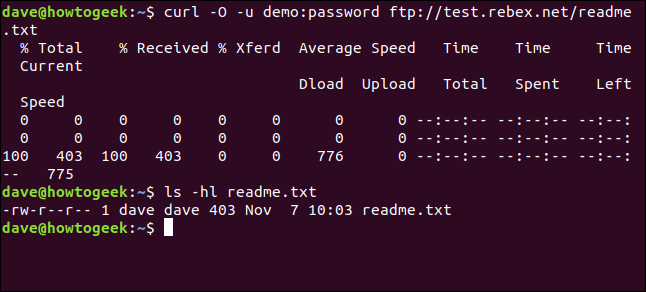 dave@howtogeek:~$ curl -O -u demo:password ftp://test.rebex.net/readme
.txt
  % Total    % Received % Xferd  Average Speed   Time    Time     Time
  Current
                                 Dload  Upload   Total   Spent    Left
  Speed
  0     0    0     0    0     0      0      0 --:--:-- --:--:-- --:--:
  0     0    0     0    0     0      0      0 --:--:-- --:--:-- --:--:
100   403  100   403    0     0    776      0 --:--:-- --:--:-- --:--:
--   775
dave@howtogeek:~$ ls -hl readme.txt
-rw-r--r-- 1 dave dave 403 Nov  7 10:03 readme.txt
dave@howtogeek:~$